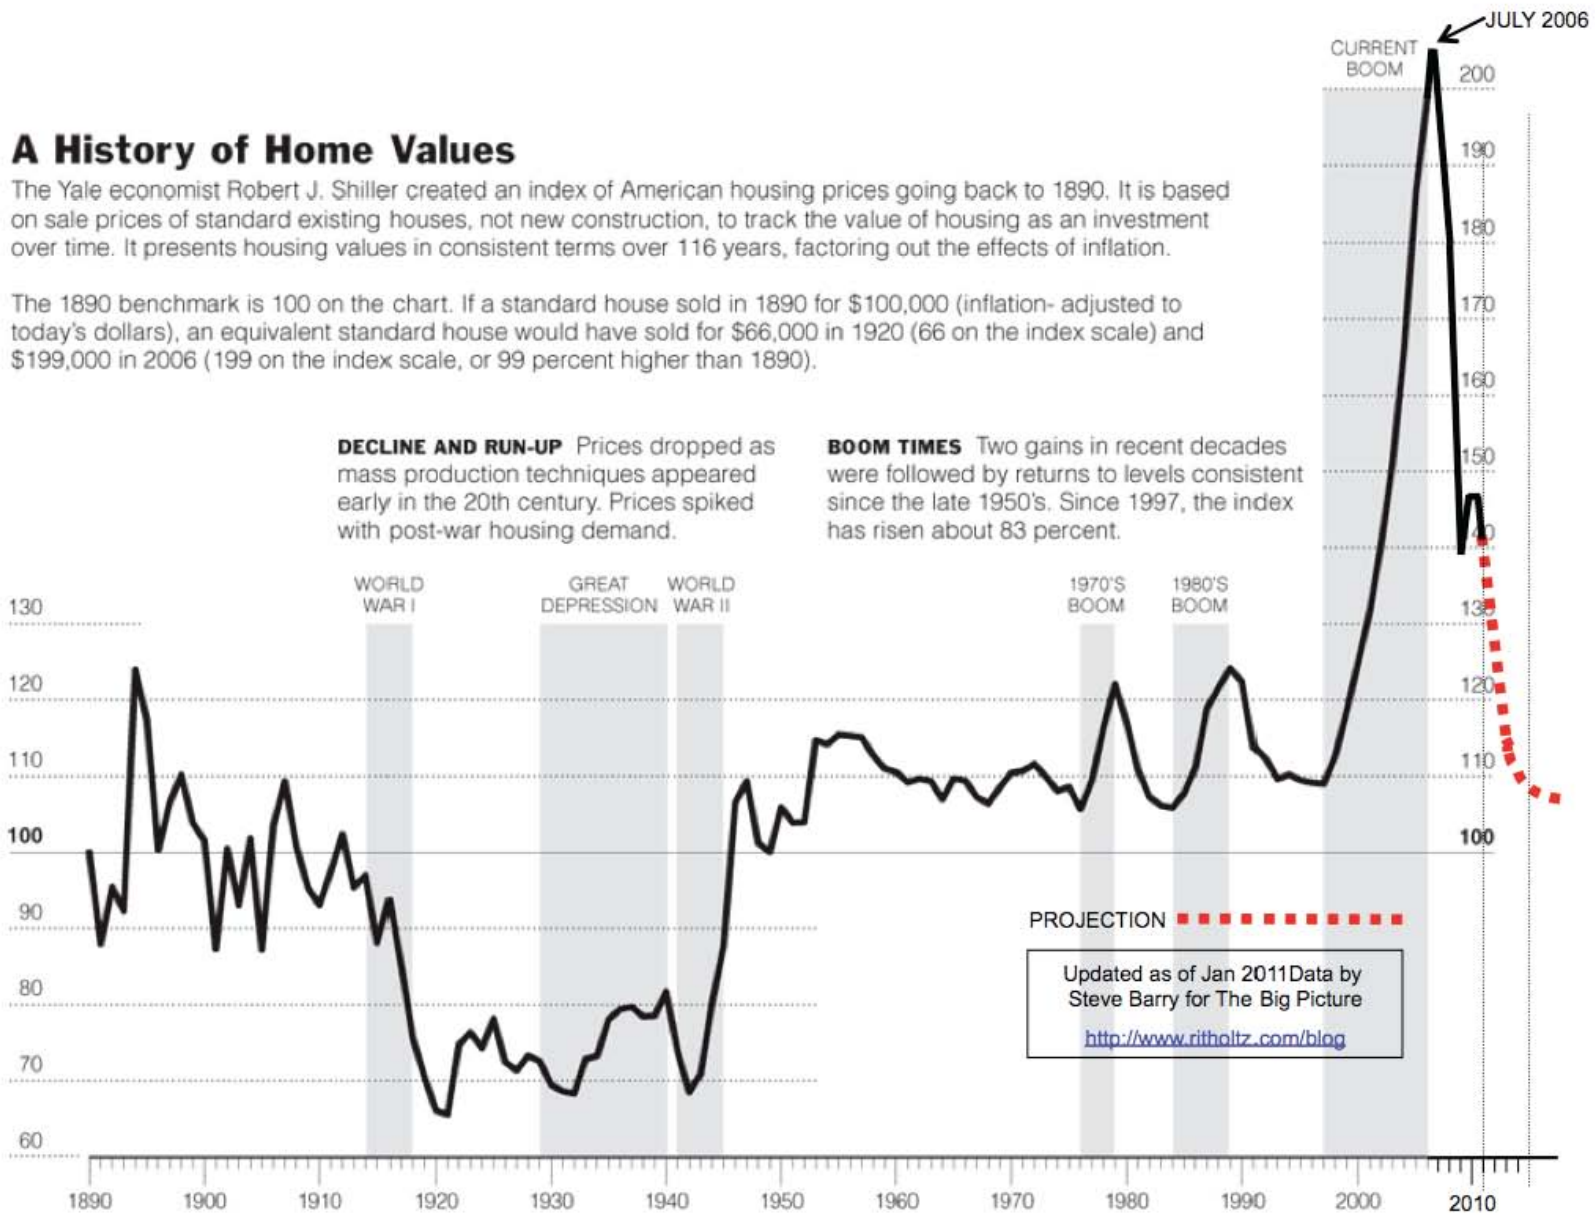 JULY 2006
CURRENT
BOOM
A History of Home Values
The Yale economist Robert J. Shiller created an index of American housing prices going back to 1890. It is based
on sale prices of standard existing houses, not new construction, to track the value of housing as an investment
over time. It presents housing values in consistent terms over 116 years, factoring out the effects of inflation.
The 1890 benchmark is 100 on the chart. If a standard house sold in 1890 for $100,000 (inflation- adjusted to
today's dollars), an equivalent standard house would have sold for $66,000 in 1920 (66 on the index scale) and
$199,000 in 2006 (199 on the index scale, or 99 percent higher than 1890).
DECLINE AND RUN-UP Prices dropped as
mass production techniques appeared
early in the 20th century. Prices spiked
with post-war housing demand.
BOOM TIMES Two gains in recent decades
were followed by returns to levels consistent
since the late 1950's. Since 1997, the index
has risen about 83 percent.
WORLD
WAR I
GREAT
DEPRESSION
WORLD
WAR II
1970'S
BOOM
1980'S
BOOM
200
190
180
170
160
150
140
130
120
110
100
130
120
110
100
90
80
70
60
PROJECTION
Updated as of Jan 2011Data by
Steve Barry for The Big Picture
http://www.ritholtz.com/blog
1890 1900 1910 1920 1930 1940 1950 1960 1970 1980 1990 2000 2010